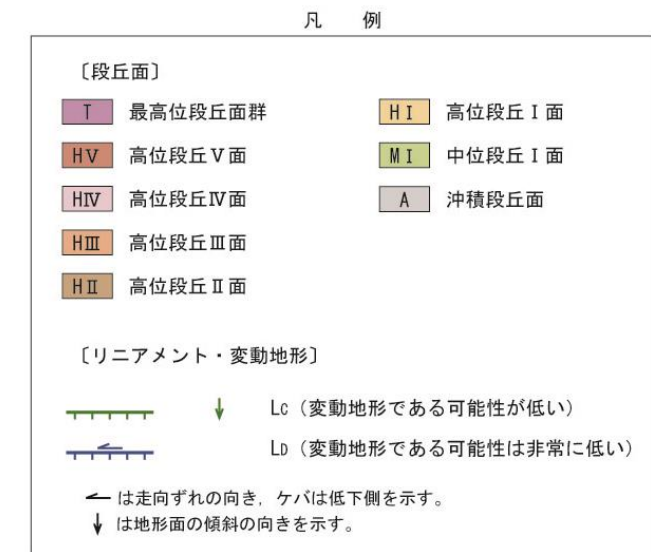 凡 例
〔段丘面〕
T 最高位段丘面群
HⅤ 高位段丘Ⅴ面
HⅣ 高位段丘Ⅳ面
HⅢ 高位段丘Ⅲ面
HⅡ 高位段丘Ⅱ面
HⅠ 高位段丘Ⅰ面
MⅠ 中位段丘Ⅰ面
A 沖積段丘面
〔リニアメント・変動地形〕
LC（変動地形である可能性が低い）
LD（変動地形である可能性は非常に低い）
は走向ずれの向き，ケバは低下側を示す。
は地形面の傾斜の向きを示す。